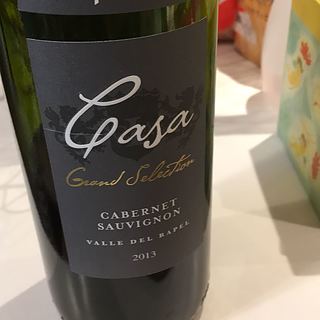 Casa
Grand Selection
CABERNET
SAUVIGNON
VALLE DEL RAPEL
2013